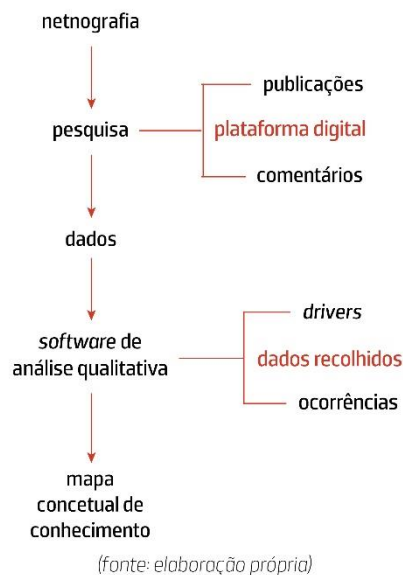 netnografia
publicações
pesquisa
plataforma digital
comentários
dados
drivers
software de
análise qualitativa
dados recolhidos
ocorrências
mapa
concetual de
conhecimento
(fonte: elaboração própria)